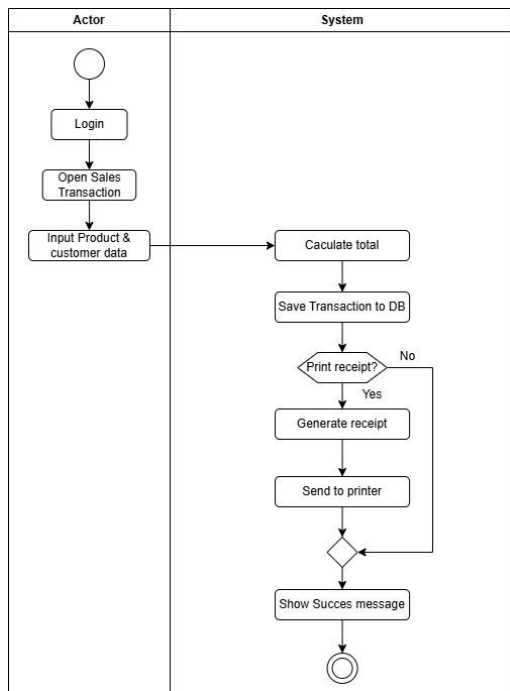 Actor
System
Login
Open Sales
Transaction
Input Product &
customer data
Caculate total
Save Transaction to DB
Print receipt?
No
Yes
Generate receipt
Send to printer
Show Succes message